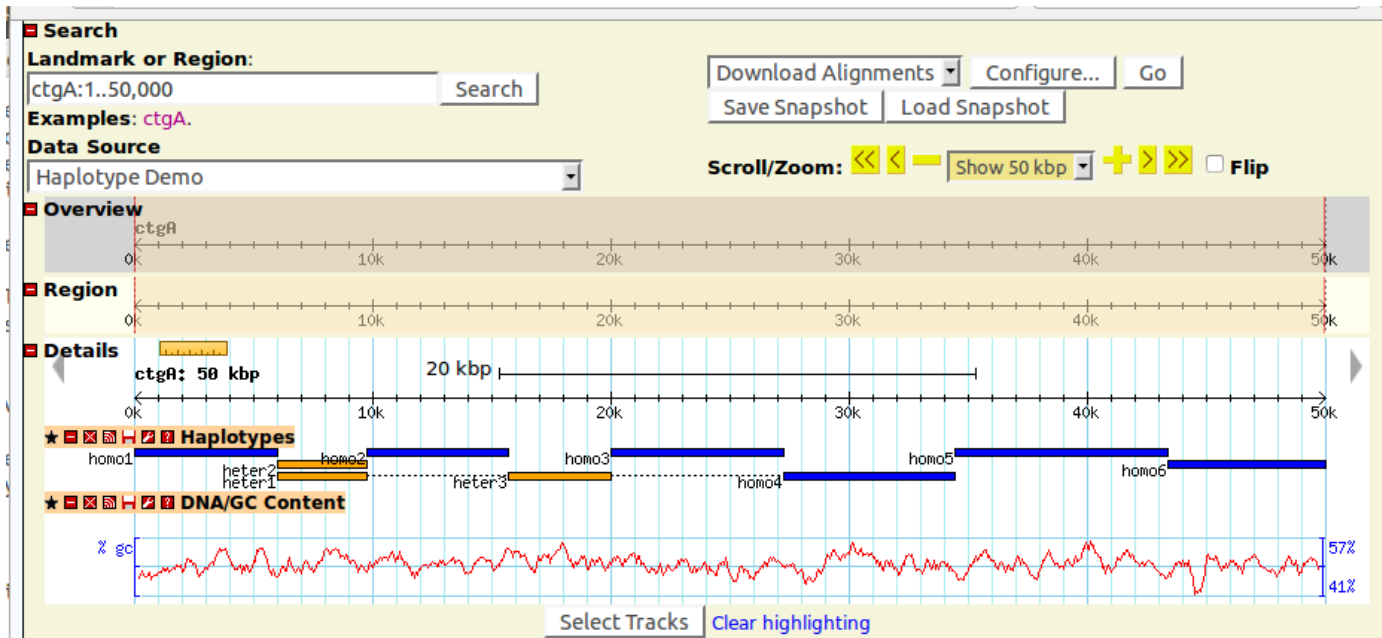 Search
Landmark or Region:
ctgA:1..50,000 Search
Examples: ctgA.
Data Source
Haplotype Demo
Download Alignments Configure... Go
Save Snapshot Load Snapshot
Scroll/Zoom: << < Show 50 kbp > >> Flip
Overview
ctgA
0k 10k 20k 30k 40k 50k
Region
0k 10k 20k 30k 40k 50k
Details
ctgA: 50 kbp 20 kbp
0k 10k 20k 30k 40k 50k
Haplotypes
homo1 homo2 homo3 homo5
heter2 homo6
heter1 heter3 homo4
DNA/GC Content
% gc 57%
41%
Select Tracks Clear highlighting